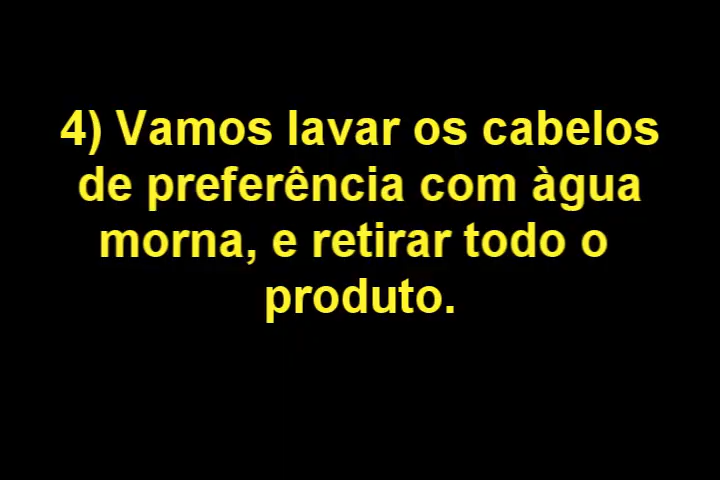 4) Vamos lavar os cabelos
de preferência com àgua
morna, e retirar todo o
produto.